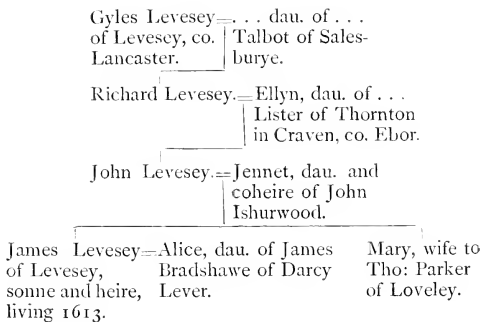 Gyles Levesey = . . . dau. of . . .
of Levesey, co. Talbot of Sales-
Lancaster. burye.
Richard Levesey. = Ellyn, dau. of . . .
Lister of Thornton
in Craven, co. Ebor.
John Levesey. = Jennet, dau. and
coheire of John
Ishurwood.
James Levesey = Alice, dau. of James Mary, wife to
of Levesey, Bradshawe of Darcy Tho: Parker
sonne and heire, Lever. of Loveley.
living 1613.